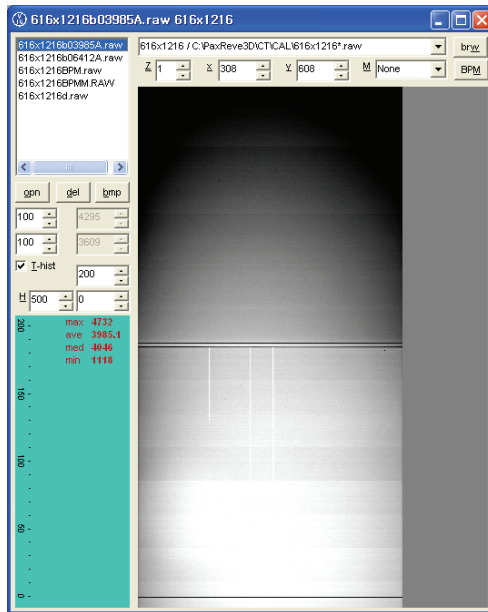 616x1216b03985A.raw 616x1216
616x1216b03985A.raw
616x1216b06412A.raw
616x1216BPM.raw
616x1216BPMM.RAW
616x1216d.raw
616x1216 / C:\PaxReve3D\CT\CAL\616x1216*.raw
brw
Z 1 X 308 Y 608 M None BPM
opn del bmp
100 4295
100 3609
T-hist 200
H 500 0
max 4732
ave 3985.1
med 4046
min 1118
200
150
100
50
0